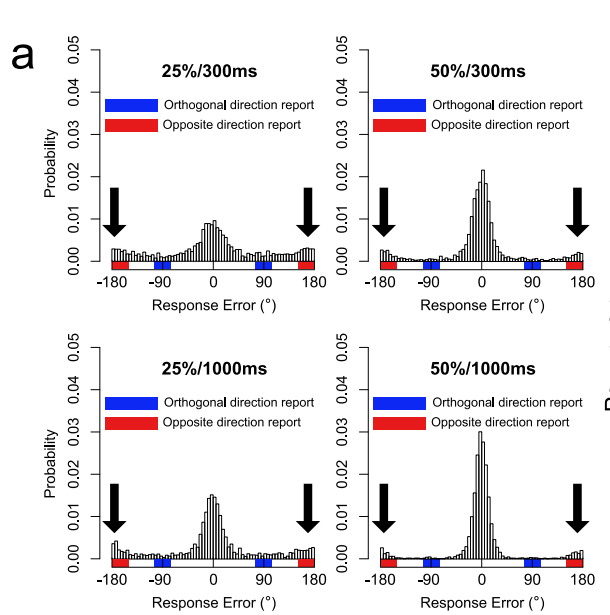 a
25%/300ms
Orthogonal direction report
Opposite direction report
Probability
0.00 0.01 0.02 0.03 0.04 0.05
-180 -90 0 90 180
Response Error (°)
50%/300ms
Orthogonal direction report
Opposite direction report
0.00 0.01 0.02 0.03 0.04 0.05
-180 -90 0 90 180
Response Error (°)
25%/1000ms
Orthogonal direction report
Opposite direction report
Probability
0.00 0.01 0.02 0.03 0.04 0.05
-180 -90 0 90 180
Response Error (°)
50%/1000ms
Orthogonal direction report
Opposite direction report
0.00 0.01 0.02 0.03 0.04 0.05
-180 -90 0 90 180
Response Error (°)